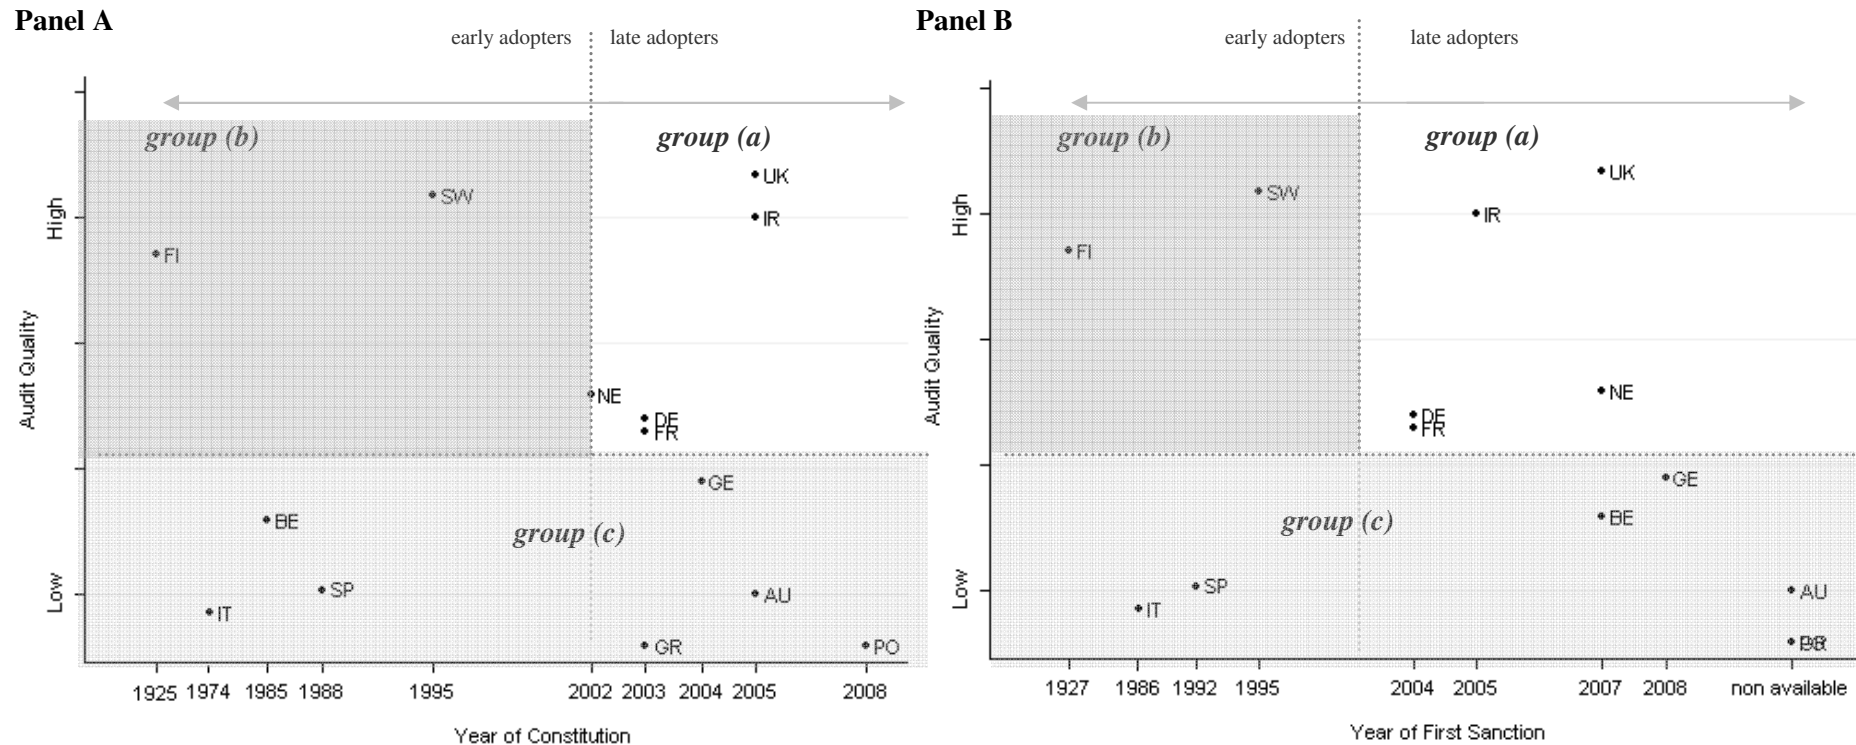 Panel A
early adopters
late adopters
group (b)
group (a)
UK
SW
IR
High
FI
Audit Quality
NE
DE
FR
GE
BE
group (c)
Low
SP
AU
IT
GR
PO
1925 1974 1985 1988 1995 2002 2003 2004 2005 2008
Year of Constitution
Panel B
early adopters
late adopters
group (b)
group (a)
UK
SW
IR
High
FI
Audit Quality
NE
DE
FR
GE
BE
group (c)
Low
SP
AU
IT
1927 1986 1992 1995 2004 2005 2007 2008 non available
Year of First Sanction